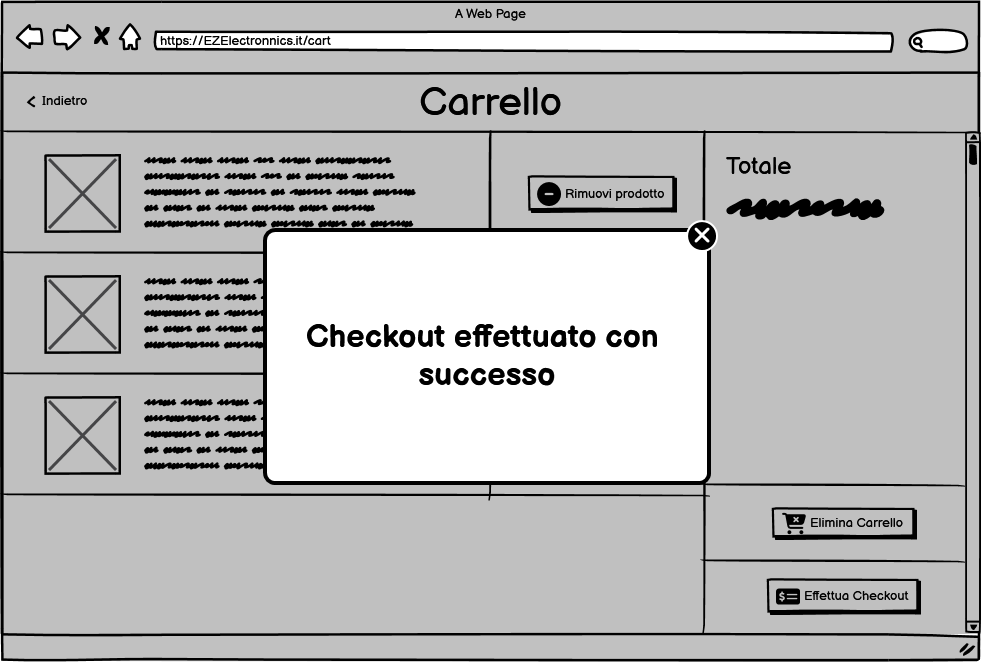 A Web Page
https://EZElectronnics.it/cart
Indietro
Carrello
Rimuovi prodotto
Totale
Checkout effettuato con
successo
Elimina Carrello
Effettua Checkout